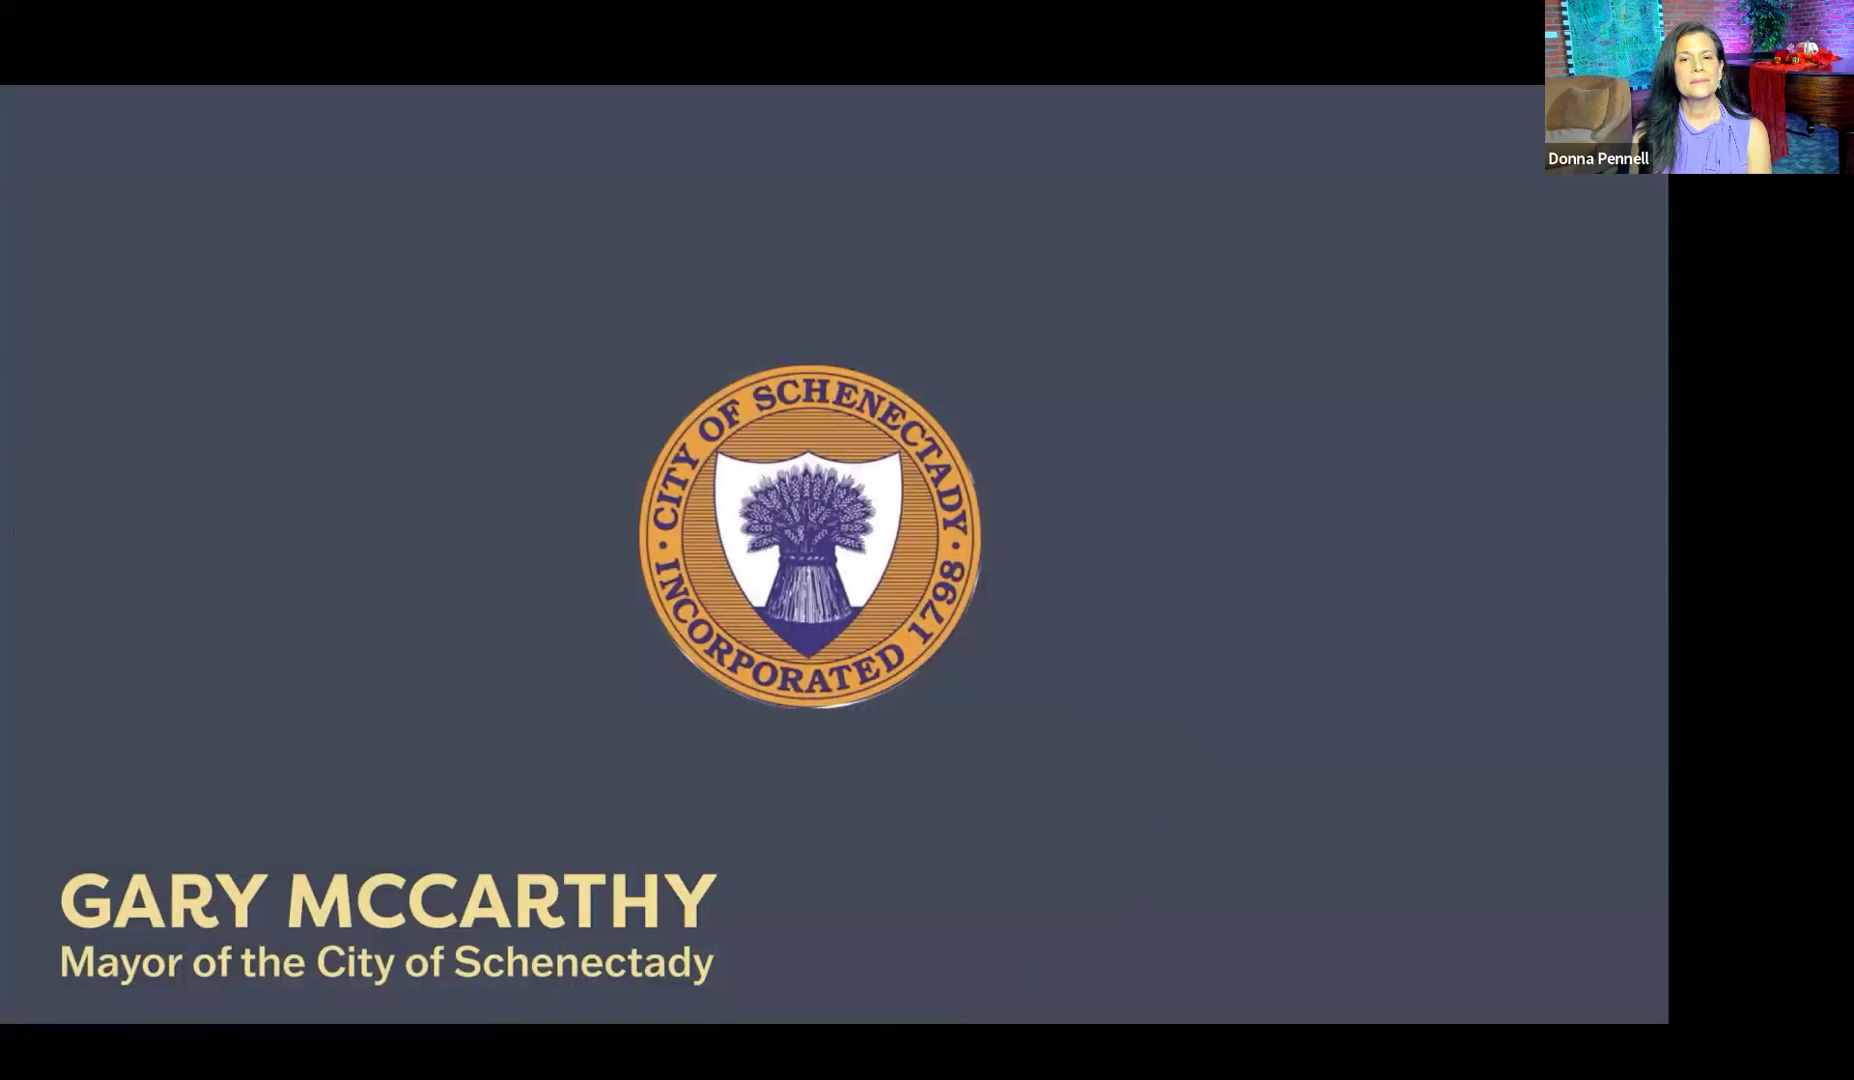 Donna Pennell
CITY OF SCHENECTADY
INCORPORATED 1798
GARY MCCARTHY
Mayor of the City of Schenectady